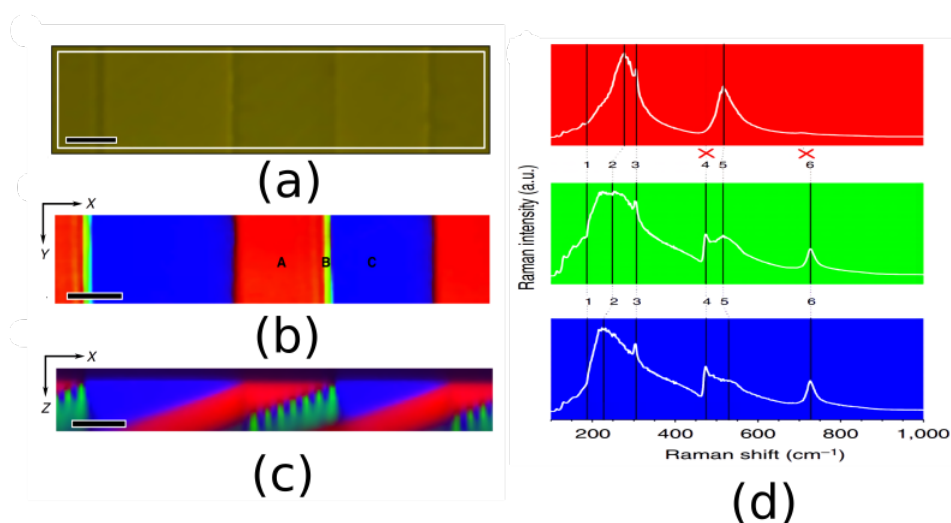 (a)
X
Y
A B C
(b)
X
Z
(c)
Raman intensity (a.u.)
1 2 3 4 5 6
1 2 3 4 5 6
200 400 600 800 1,000
Raman shift (cm⁻¹)
(d)